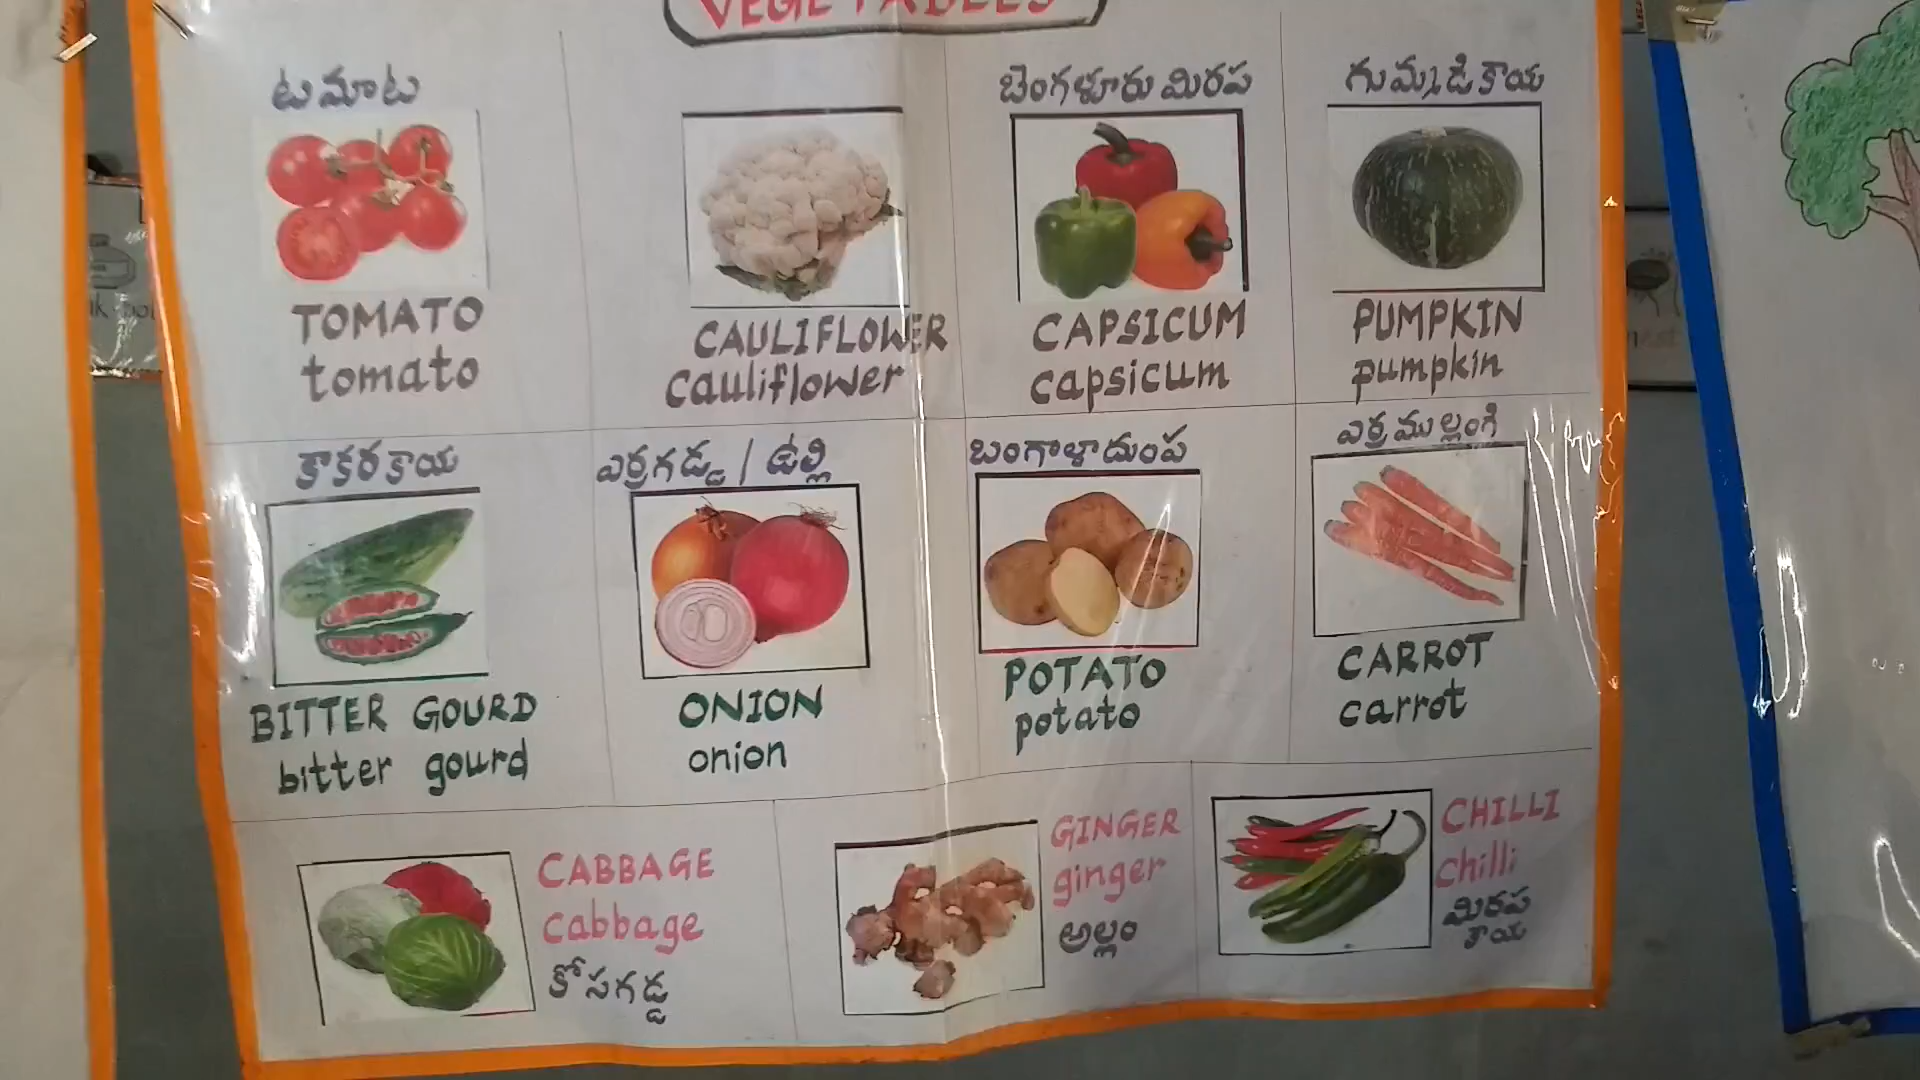 VEGETABLES
టమాట
TOMATO
tomato
CAULIFLOWER
cauliflower
బెంగళూరు మిరప
CAPSICUM
capsicum
గుమ్మడికాయ
PUMPKIN
pumpkin
కాకరకాయ
BITTER GOURD
bitter gourd
ఎర్రగడ్డ / ఉల్లి
ONION
onion
బంగాళాదుంప
POTATO
potato
ఎర్రముల్లంగి
CARROT
carrot
CABBAGE
cabbage
కోసగడ్డ
GINGER
ginger
అల్లం
CHILLI
chilli
మిరప
కాయ